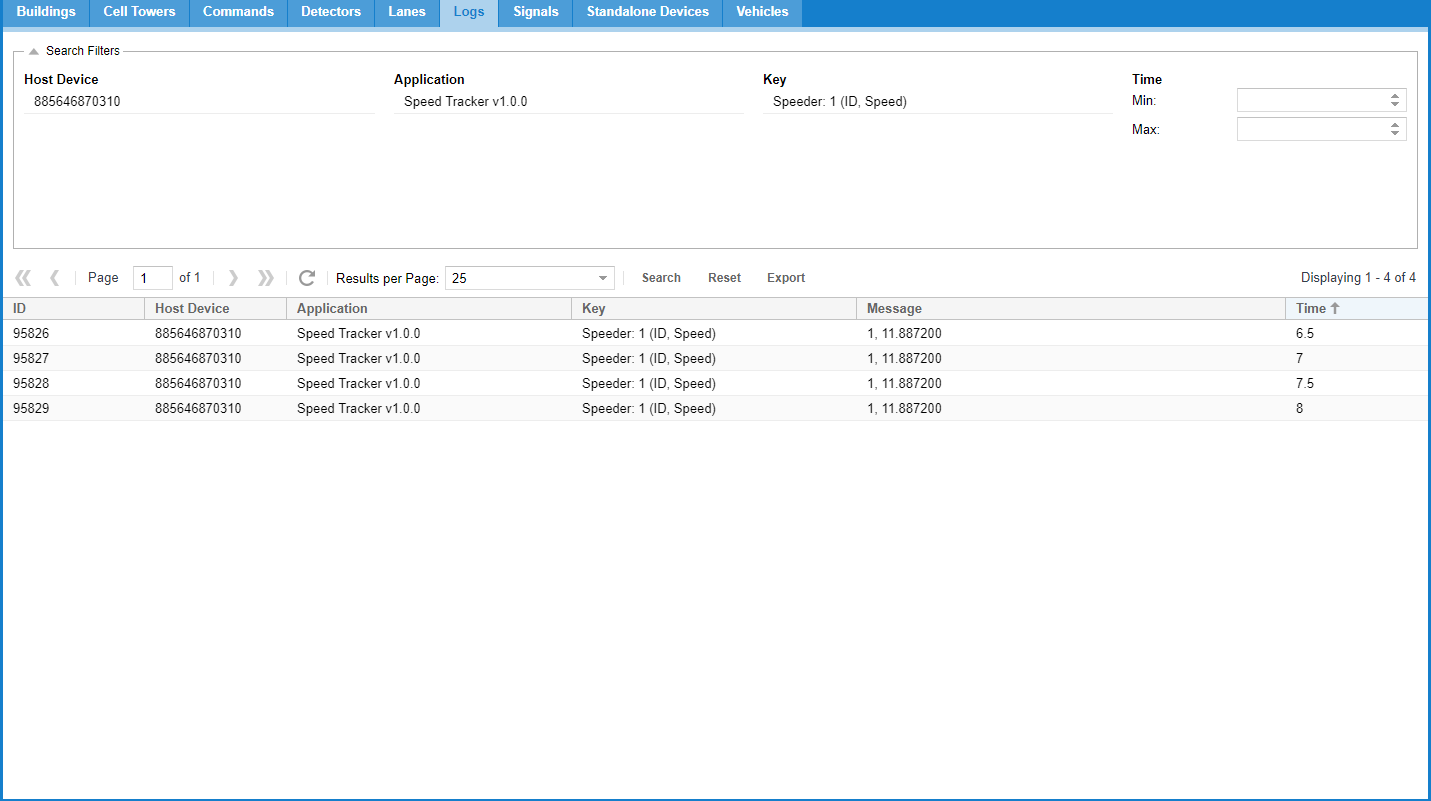 Buildings Cell Towers Commands Detectors Lanes Logs Signals Standalone Devices Vehicles
Search Filters
Host Device Application Key Time
885646870310 Speed Tracker v1.0.0 Speeder: 1 (ID, Speed) Min:
Max:
Page 1 of 1 Results per Page: 25 Search Reset Export Displaying 1 - 4 of 4
ID Host Device Application Key Message Time
95826 885646870310 Speed Tracker v1.0.0 Speeder: 1 (ID, Speed) 1, 11.887200 6.5
95827 885646870310 Speed Tracker v1.0.0 Speeder: 1 (ID, Speed) 1, 11.887200 7
95828 885646870310 Speed Tracker v1.0.0 Speeder: 1 (ID, Speed) 1, 11.887200 7.5
95829 885646870310 Speed Tracker v1.0.0 Speeder: 1 (ID, Speed) 1, 11.887200 8